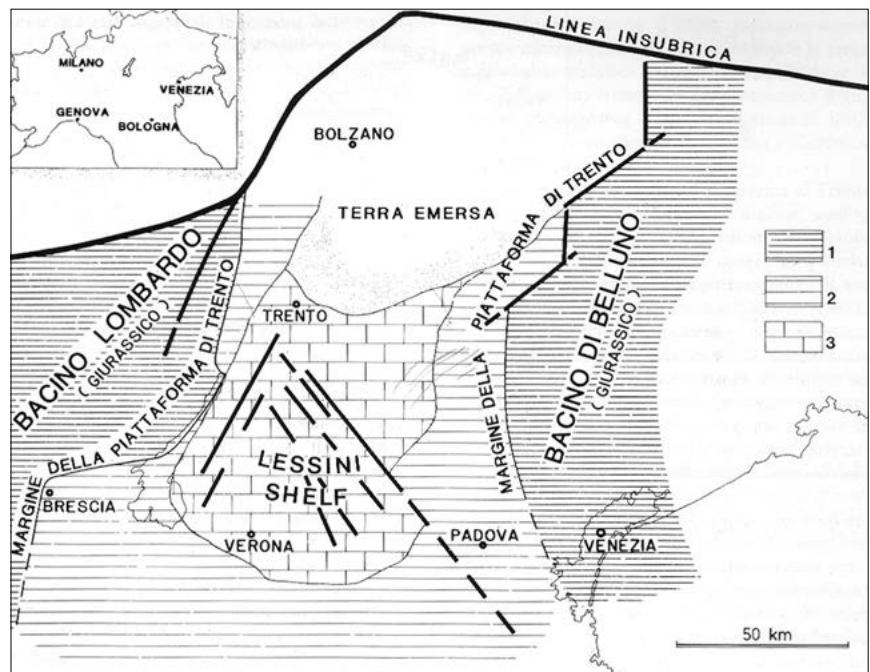 MILANO
VENEZIA
GENOVA
BOLOGNA
LINEA INSUBRICA
BOLZANO
TERRA EMERSA
PIATTAFORMA DI TRENTO
MARGINE DELLA
BACINO LOMBARDO
(GIURASSICO)
MARGINE DELLA PIATTAFORMA DI TRENTO
BACINO DI BELLUNO
(GIURASSICO)
1
2
3
TRENTO
LESSINI
SHELF
BRESCIA
VERONA
PADOVA
VENEZIA
50 km